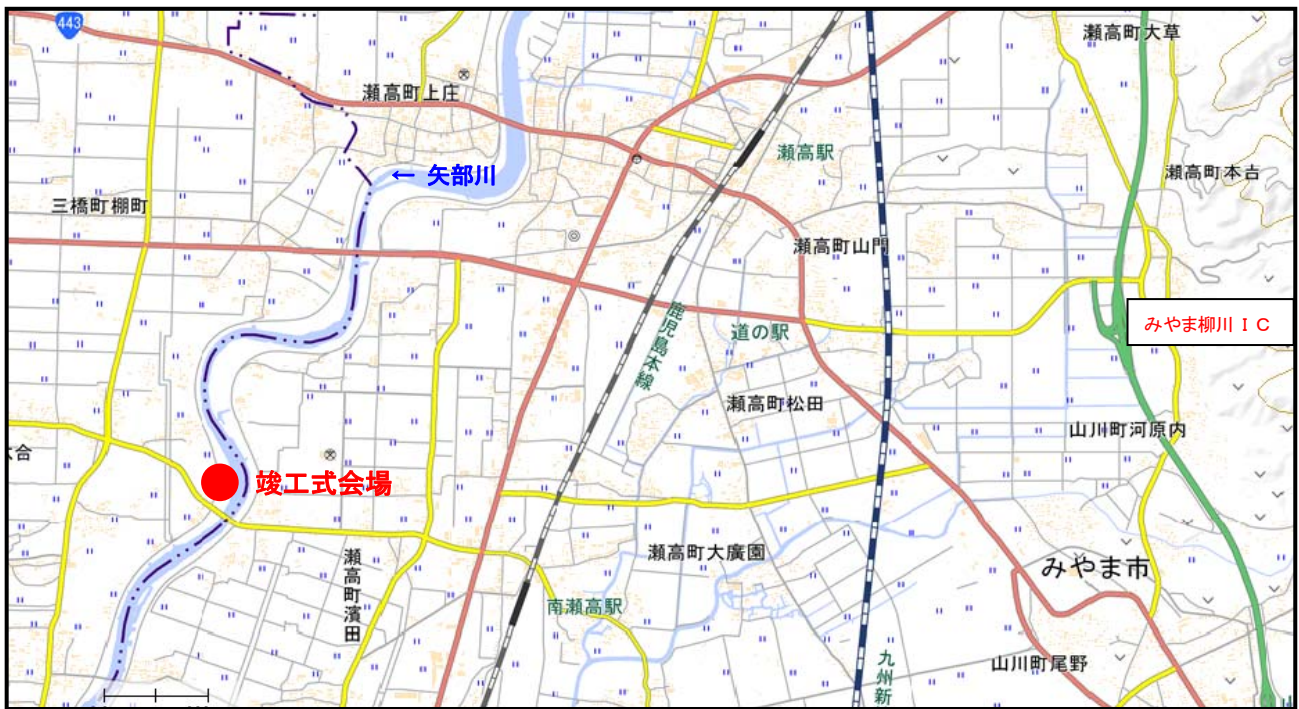 443
瀬高町大草
瀬高町上庄
瀬高駅
瀬高町本吉
← 矢部川
三橋町棚町
瀬高町山門
鹿児島本線
道の駅
みやま柳川IC
瀬高町松田
山川町河原内
六合
竣工式会場
瀬高町濱田
瀬高町大廣園
みやま市
南瀬高駅
九州新
山川町尾野